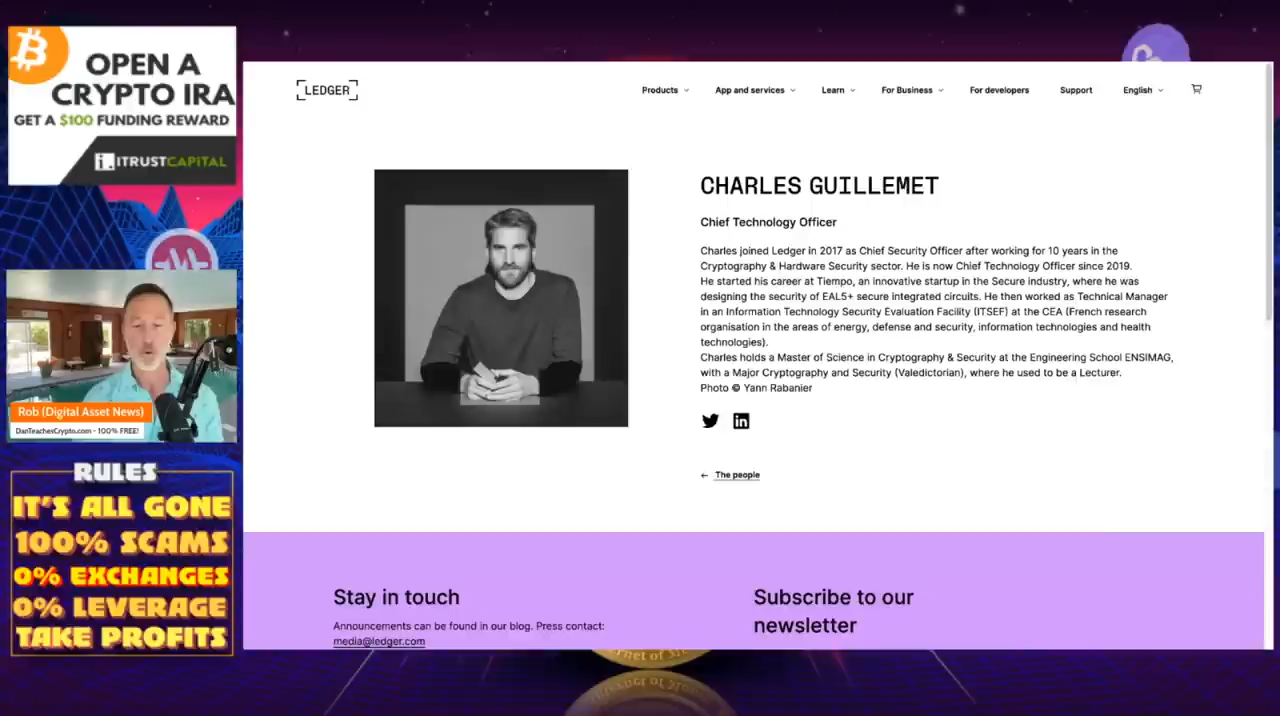 OPEN A
CRYPTO IRA
GET A $100 FUNDING REWARD
ITRUSTCAPITAL
Rob (Digital Asset News)
DanTeachesCrypto.com - 100% FREE!
RULES
IT'S ALL GONE
100% SCAMS
0% EXCHANGES
0% LEVERAGE
TAKE PROFITS
LEDGER
Products
App and services
Learn
For Business
For developers
Support
English
CHARLES GUILLEMET
Chief Technology Officer
Charles joined Ledger in 2017 as Chief Security Officer after working for 10 years in the
Cryptography & Hardware Security sector. He is now Chief Technology Officer since 2019.
He started his career at Tiempo, an innovative startup in the Secure industry, where he was
designing the security of EAL5+ secure integrated circuits. He then worked as Technical Manager
in an Information Technology Security Evaluation Facility (ITSEF) at the CEA (French research
organisation in the areas of energy, defense and security, information technologies and health
technologies).
Charles holds a Master of Science in Cryptography & Security at the Engineering School ENSIMAG,
with a Major Cryptography and Security (Valedictorian), where he used to be a Lecturer.
Photo © Yann Rabanier
← The people
Stay in touch
Announcements can be found in our blog. Press contact:
media@ledger.com
Subscribe to our
newsletter